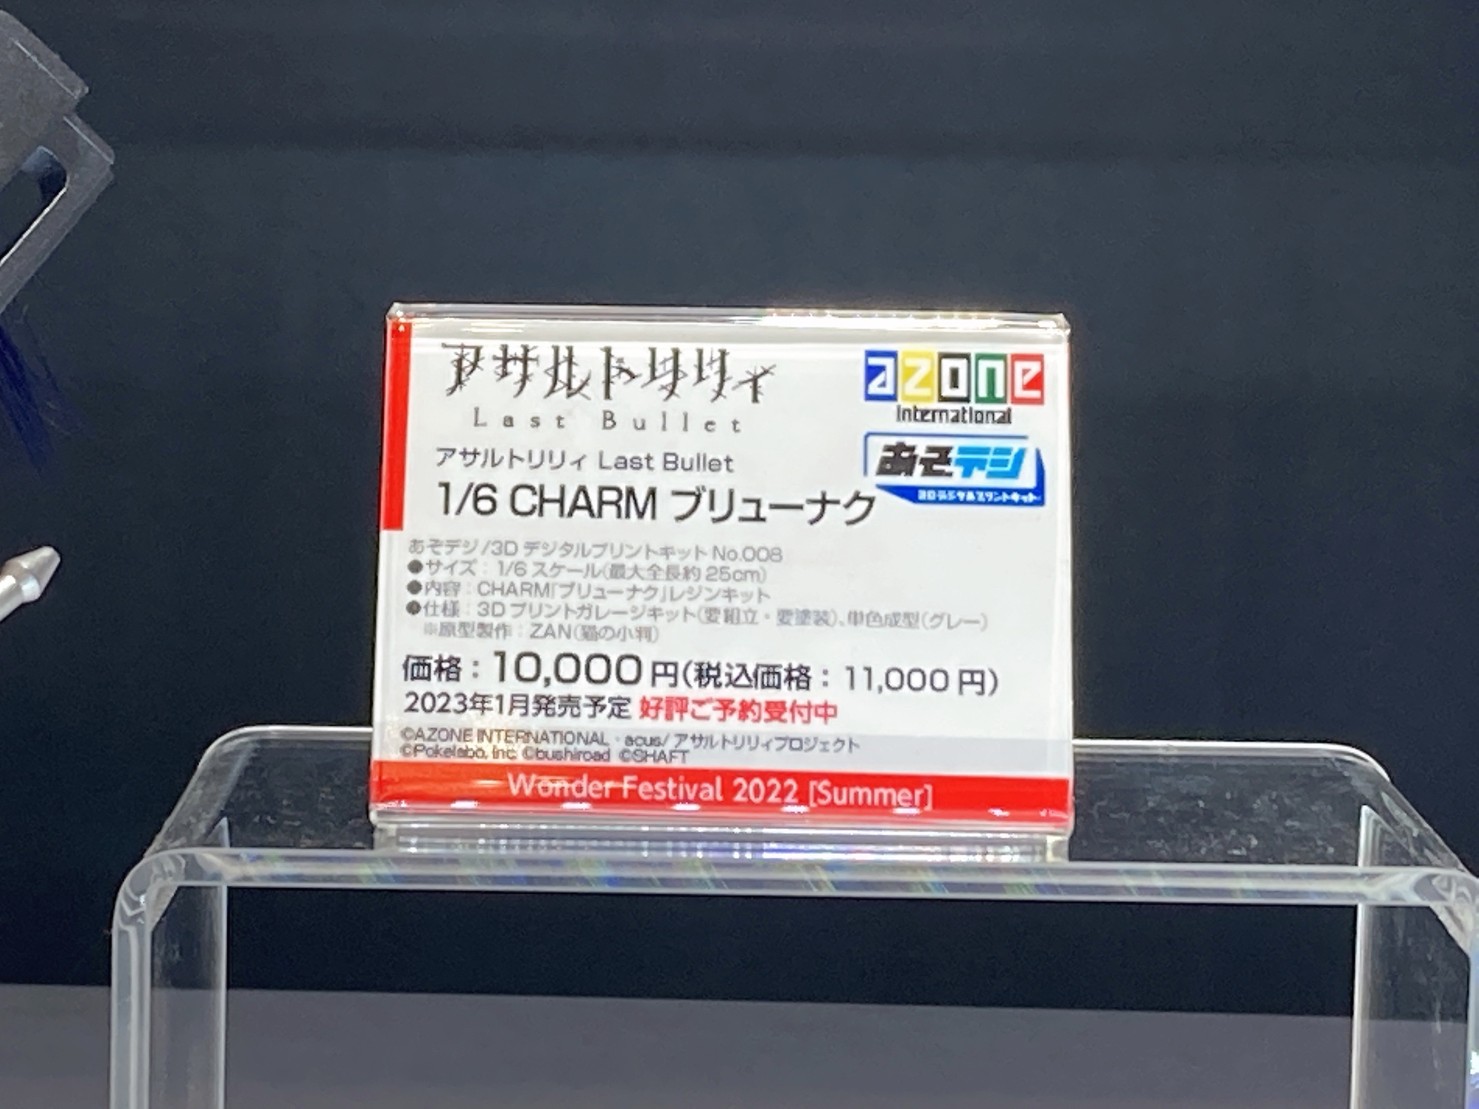 アサルトリリィ
Last Bullet
azone
international
あそデジ
3Dデジタルプリントキット
アサルトリリィ Last Bullet
1/6 CHARM ブリューナク
あそデジ/3D デジタルプリントキット No.008
●サイズ：1/6 スケール(最大全長約 25cm)
●内容：CHARM「ブリューナク」レジンキット
●仕様：3D プリントガレージキット(要組立・要塗装)、単色成型(グレー)
※原型製作：ZAN(猫の小判)
価格：10,000 円(税込価格：11,000 円)
2023年1月発売予定 好評ご予約受付中
©AZONE INTERNATIONAL・acus/アサルトリリィプロジェクト
©Pokelabo, Inc. ©bushiroad ©SHAFT
Wonder Festival 2022 [Summer]